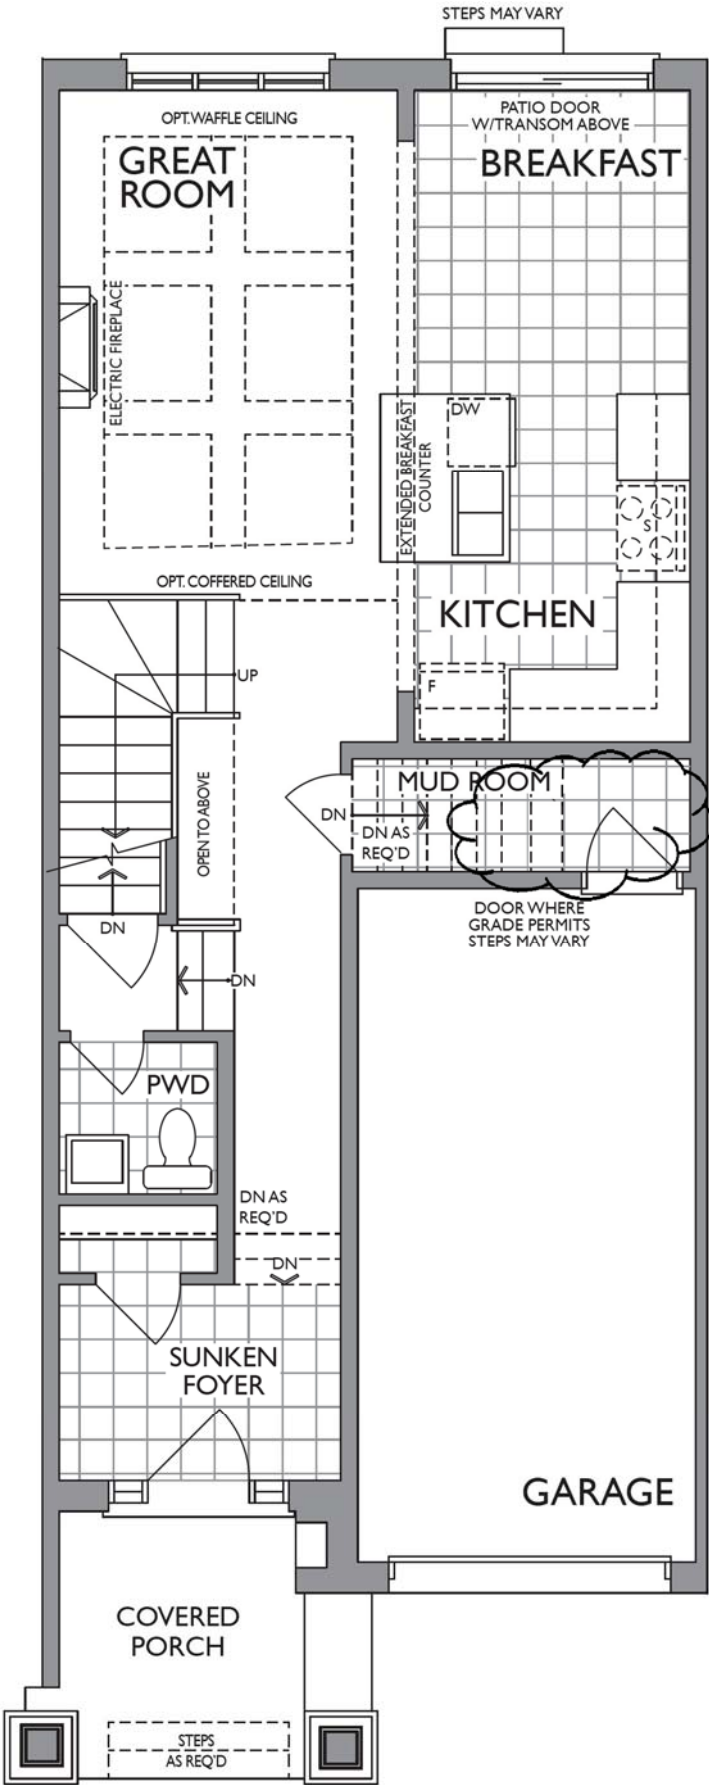 STEPS MAY VARY
OPT. WAFFLE CEILING
GREAT
ROOM
PATIO DOOR
W/TRANSOM ABOVE
BREAKFAST
ELECTRIC FIREPLACE
EXTENDED BREAKFAST
COUNTER
DW
S
OPT. COFFERED CEILING
KITCHEN
UP
F
OPEN TO ABOVE
MUD ROOM
DN
DN AS
REQ'D
DOOR WHERE
GRADE PERMITS
STEPS MAY VARY
DN
DN
PWD
DN AS
REQ'D
DN
SUNKEN
FOYER
GARAGE
COVERED
PORCH
STEPS
AS REQ'D